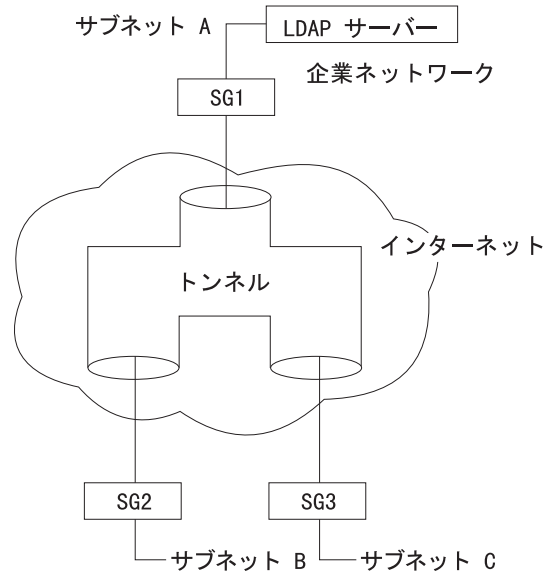 サブネット A
LDAP サーバー
企業ネットワーク
SG1
インターネット
トンネル
SG2
SG3
サブネット B
サブネット C